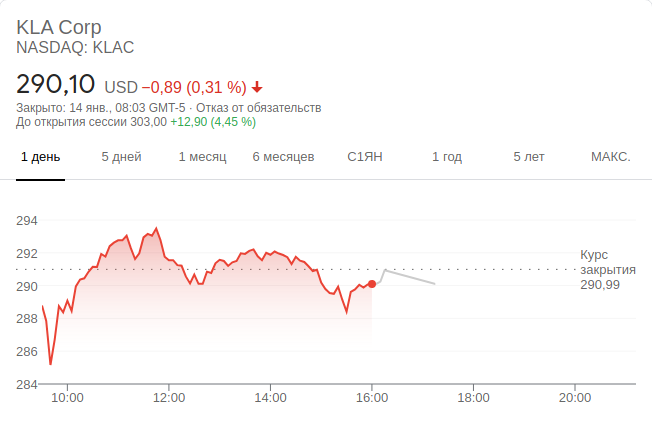 KLA Corp
NASDAQ: KLAC
290,10 USD −0,89 (0,31 %)
Закрыто: 14 янв., 08:03 GMT-5 · Отказ от обязательств
До открытия сессии 303,00 +12,90 (4,45 %)
1 день 5 дней 1 месяц 6 месяцев С1ЯН 1 год 5 лет МАКС.
294
292
290
288
286
284
Курс
закрытия
290,99
10:00 12:00 14:00 16:00 18:00 20:00